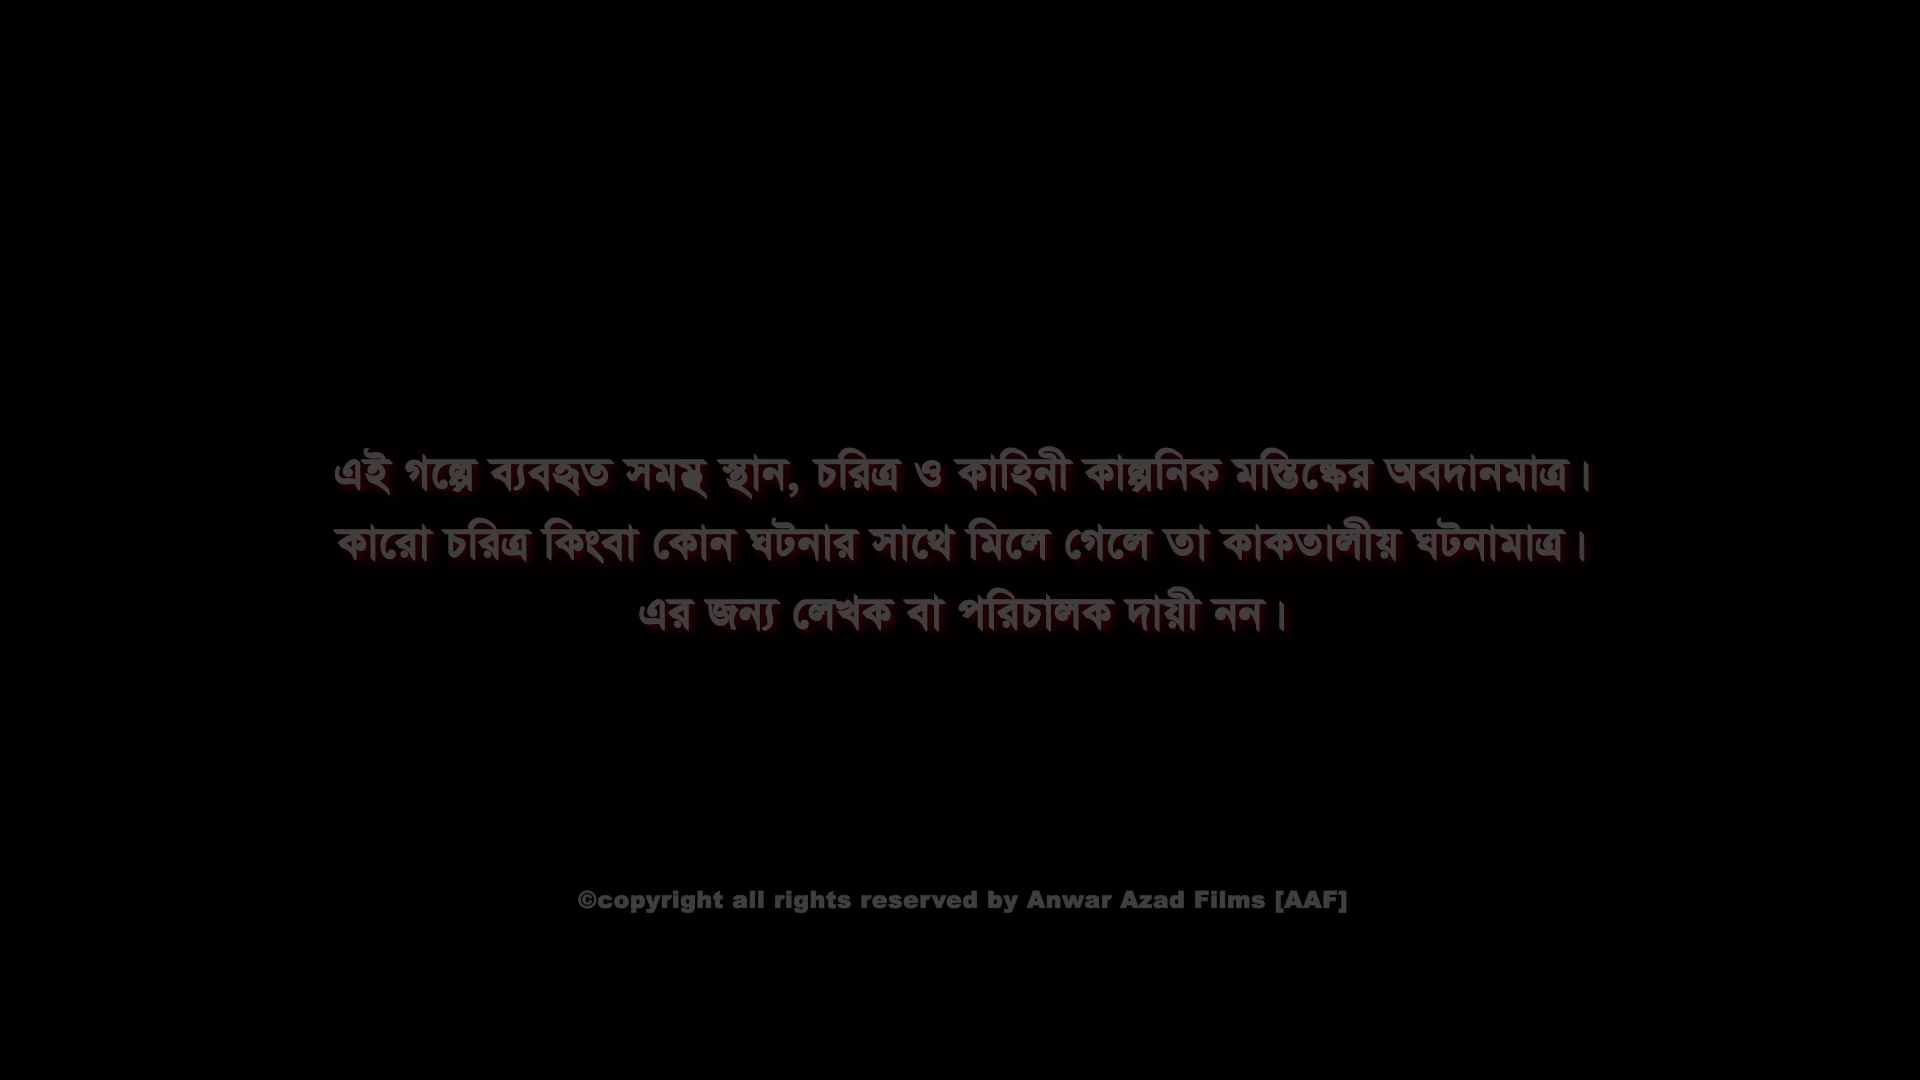 এই গল্পে ব্যবহৃত সমস্থ স্থান, চরিত্র ও কাহিনী কাল্পনিক মস্তিষ্কের অবদানমাত্র।
কারো চরিত্র কিংবা কোন ঘটনার সাথে মিলে গেলে তা কাকতালীয় ঘটনামাত্র।
এর জন্য লেখক বা পরিচালক দায়ী নন।
©copyright all rights reserved by Anwar Azad Films [AAF]